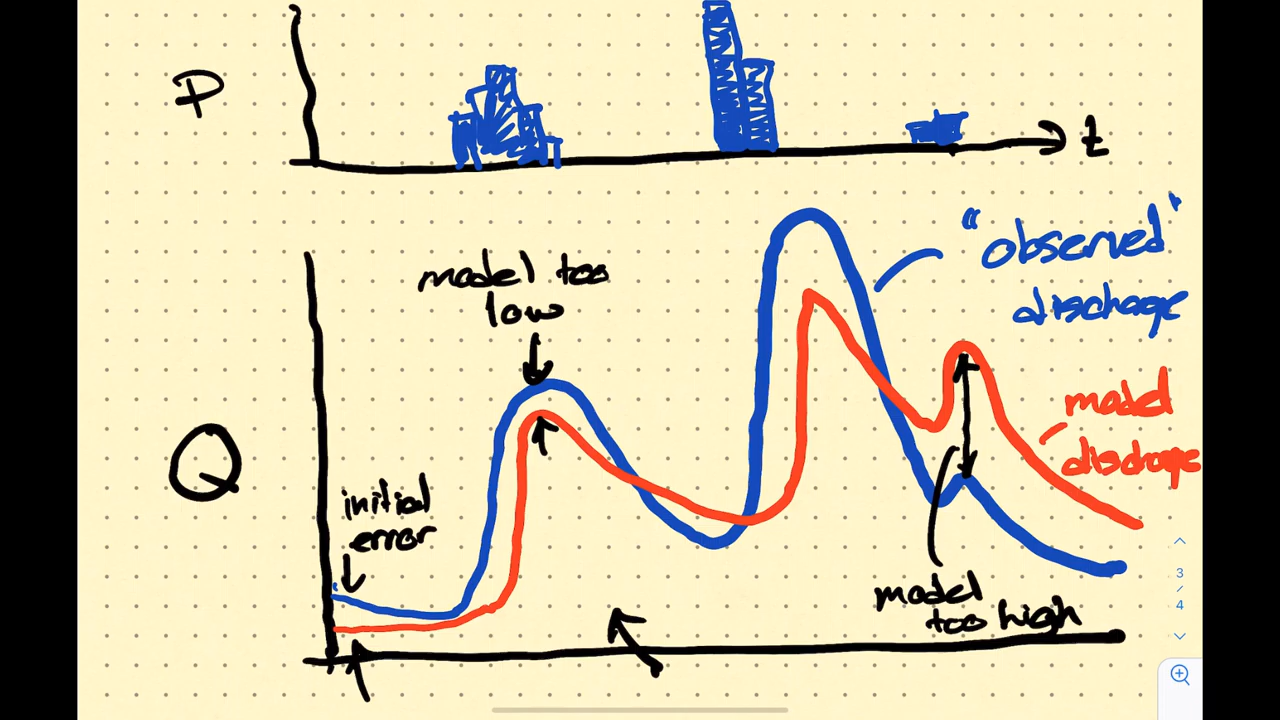 P
t
"observed"
discharge
model too
low
Q
model
discharge
initial
error
model
too high
3
/
4